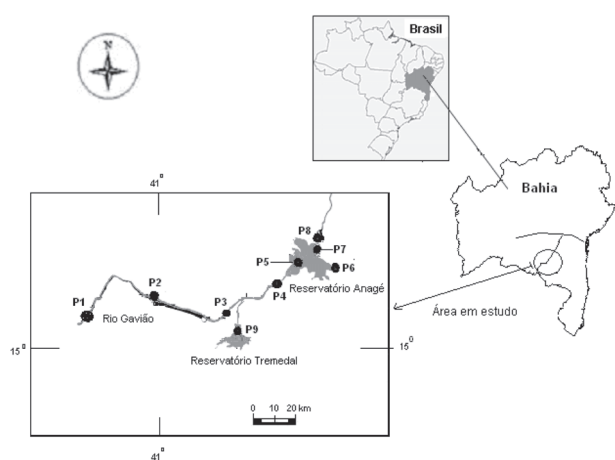 N
Brasil
Bahia
Área em estudo
41°
P8
P7
P5
P6
Reservatório Anagé
P4
P2
P3
P1
Rio Gavião
P9
15°
15°
Reservatório Tremedal
0 10 20 km
41°